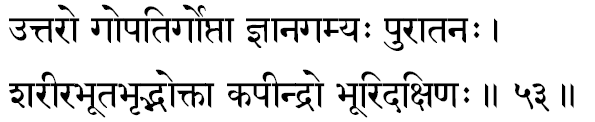 उत्तरो गोपतिर्गोप्ता ज्ञानगम्यः पुरातनः ।
शरीरभूतभृद्भोक्ता कपीन्द्रो भूरिदक्षिणः ॥ ५३ ॥